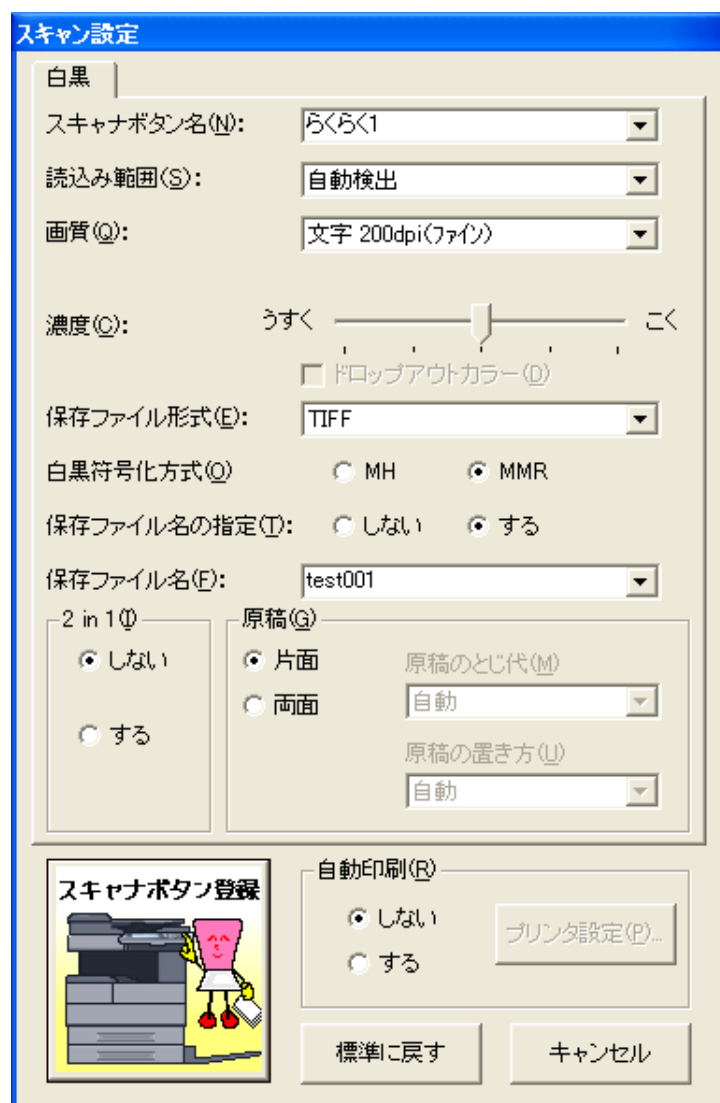 スキャン設定
白黒
スキャナボタン名(N): らくらく1
読込み範囲(S): 自動検出
画質(Q): 文字 200dpi(ファイン)
濃度(C): うすく こく
ドロップアウトカラー(D)
保存ファイル形式(E): TIFF
白黒符号化方式(O) MH MMR
保存ファイル名の指定(T): しない する
保存ファイル名(F): test001
2 in 1(I)
しない
する
原稿(G)
片面
両面
原稿のとじ代(M)
自動
原稿の置き方(U)
自動
スキャナボタン登録
自動印刷(R)
しない
する
プリンタ設定(P)...
標準に戻す キャンセル